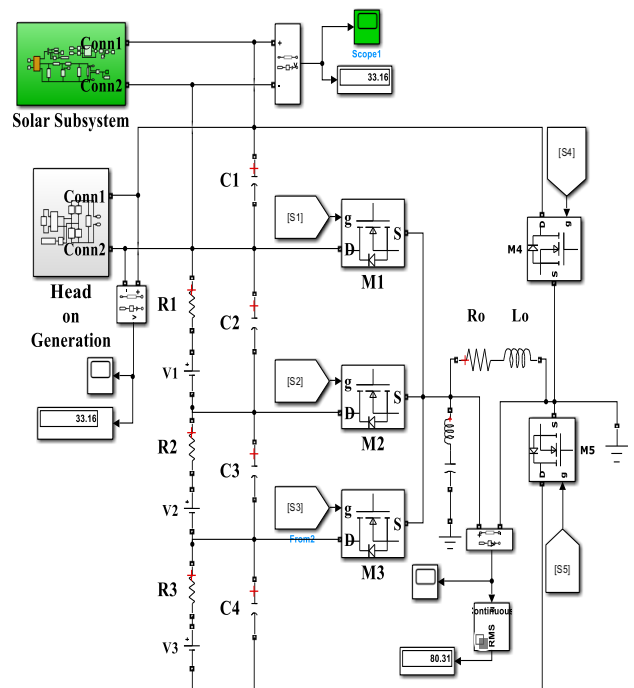 Conn1
Conn2
Solar Subsystem
+
v
-
Scope1
33.16
[S4]
Conn1
Conn2
Head
on
Generation
C1
[S1]
g
D
S
M1
D
g
M4
S
- +
v
R1
C2
33.16
V1
Ro
Lo
[S2]
g
D
S
M2
S
M5
D
g
R2
C3
V2
[S3]
From2
g
D
S
M3
[S5]
R3
C4
V3
ontinuous
RMS
80.31